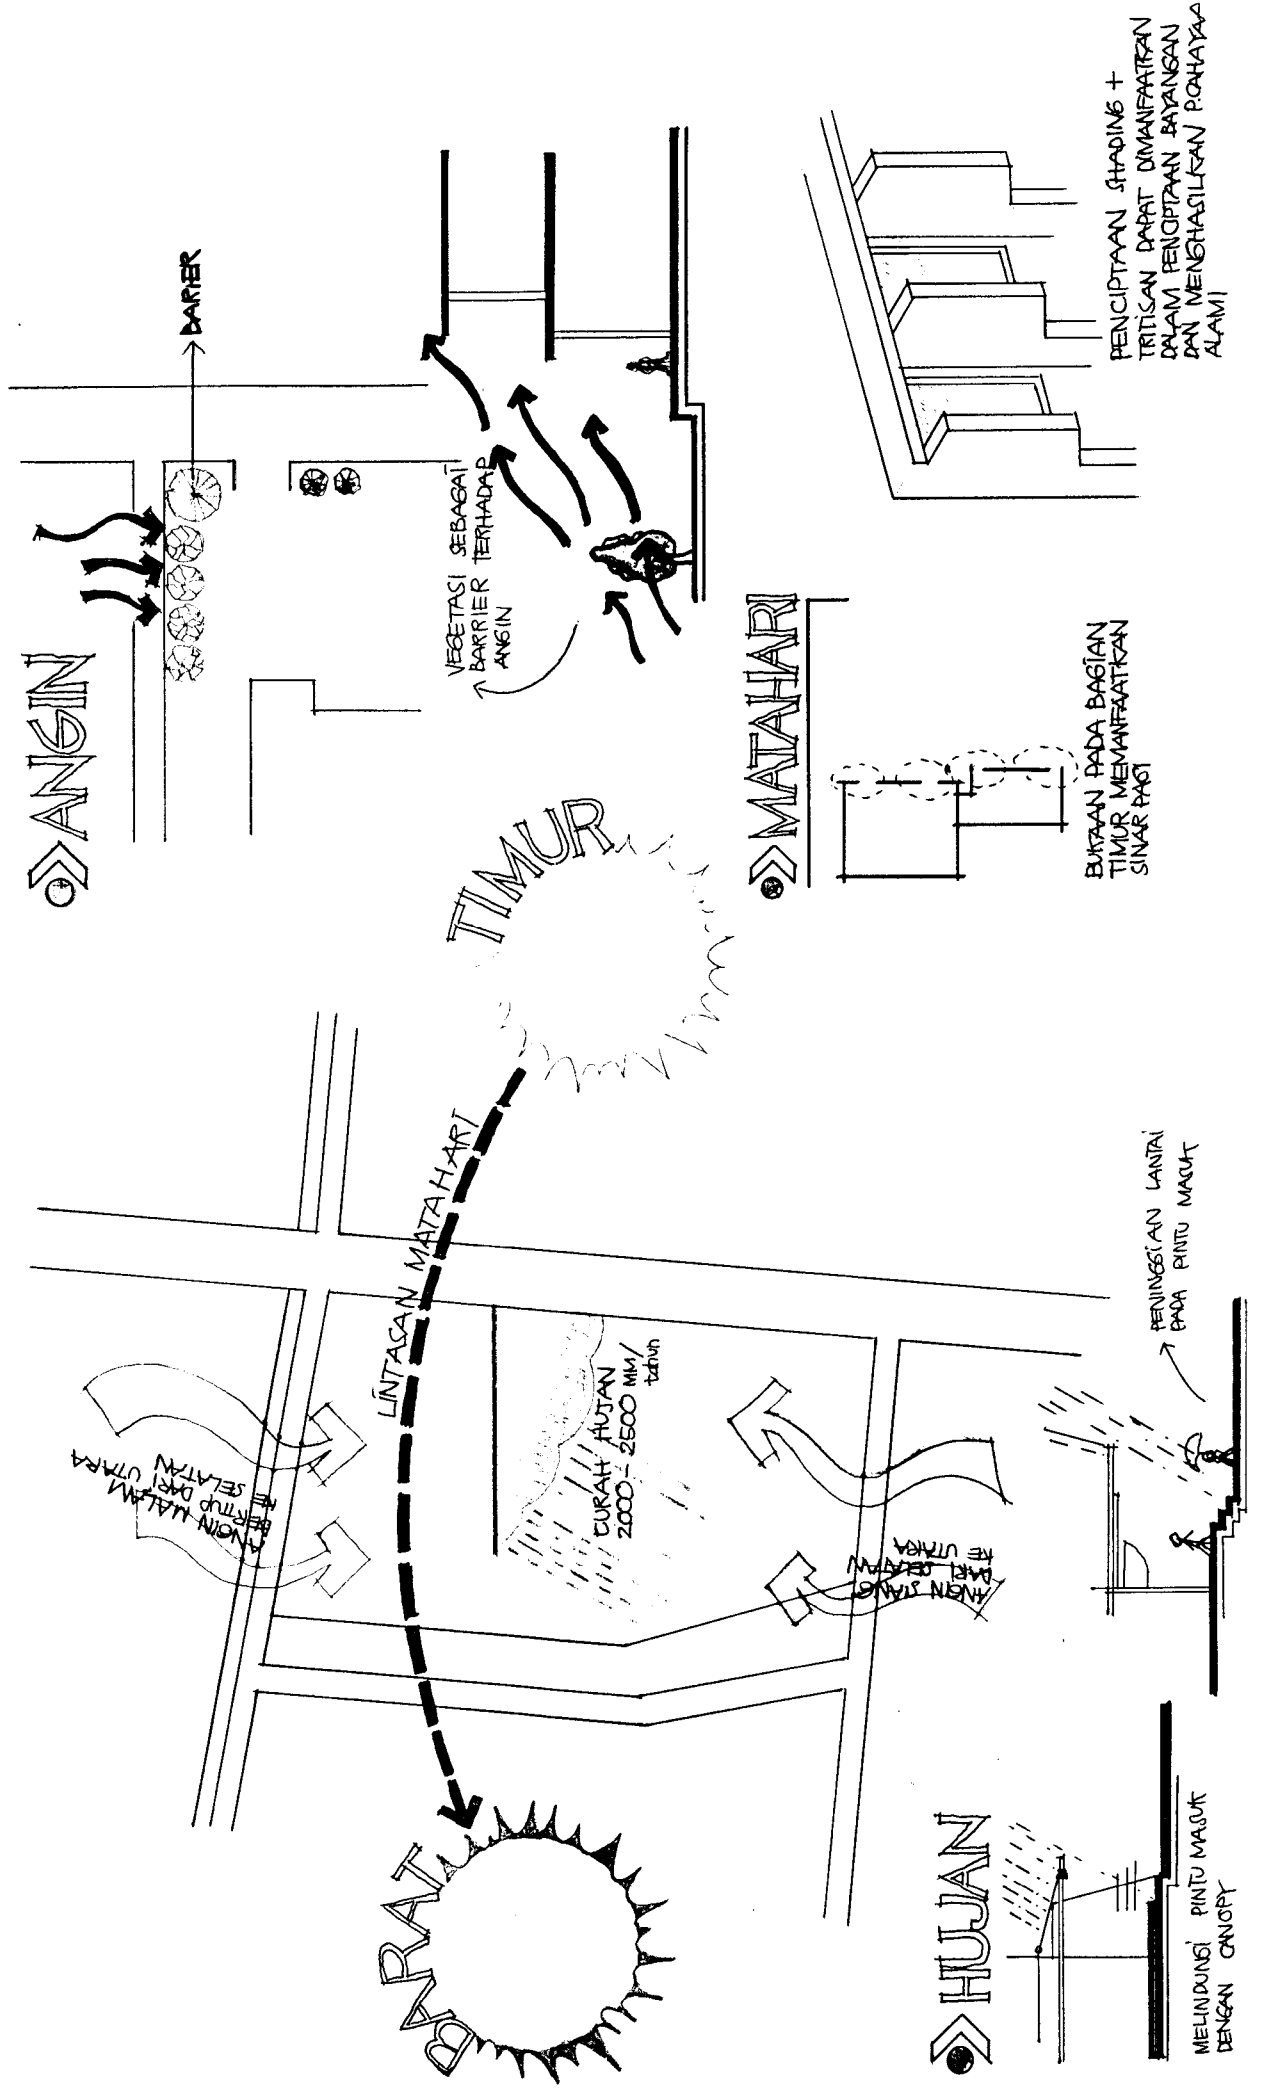 BARAT
LINTASAN MATAHARI
TIMUR
ANGIN MALAM
BERTIUP DARI UTARA
KE SELATAN
CURAH HUJAN
2000 – 2500 MM/
tahun
ANGIN SIANG
DARI SELATAN
KE UTARA
ANGIN
BARIER
VEGETASI SEBAGAI
BARRIER TERHADAP
ANGIN
HUJAN
MELINDUNGI PINTU MASUK
DENGAN CANOPY
PENINGGIAN LANTAI
PADA PINTU MASUK
MATAHARI
BUKAAN PADA BAGIAN
TIMUR MEMANFAATKAN
SINAR PAGI
PENCIPTAAN SHADING +
TRITISAN DAPAT DIMANFAATKAN
DALAM PENCIPTAAN BAYANGAN
DAN MENGHASILKAN P.CAHAYAA
ALAMI